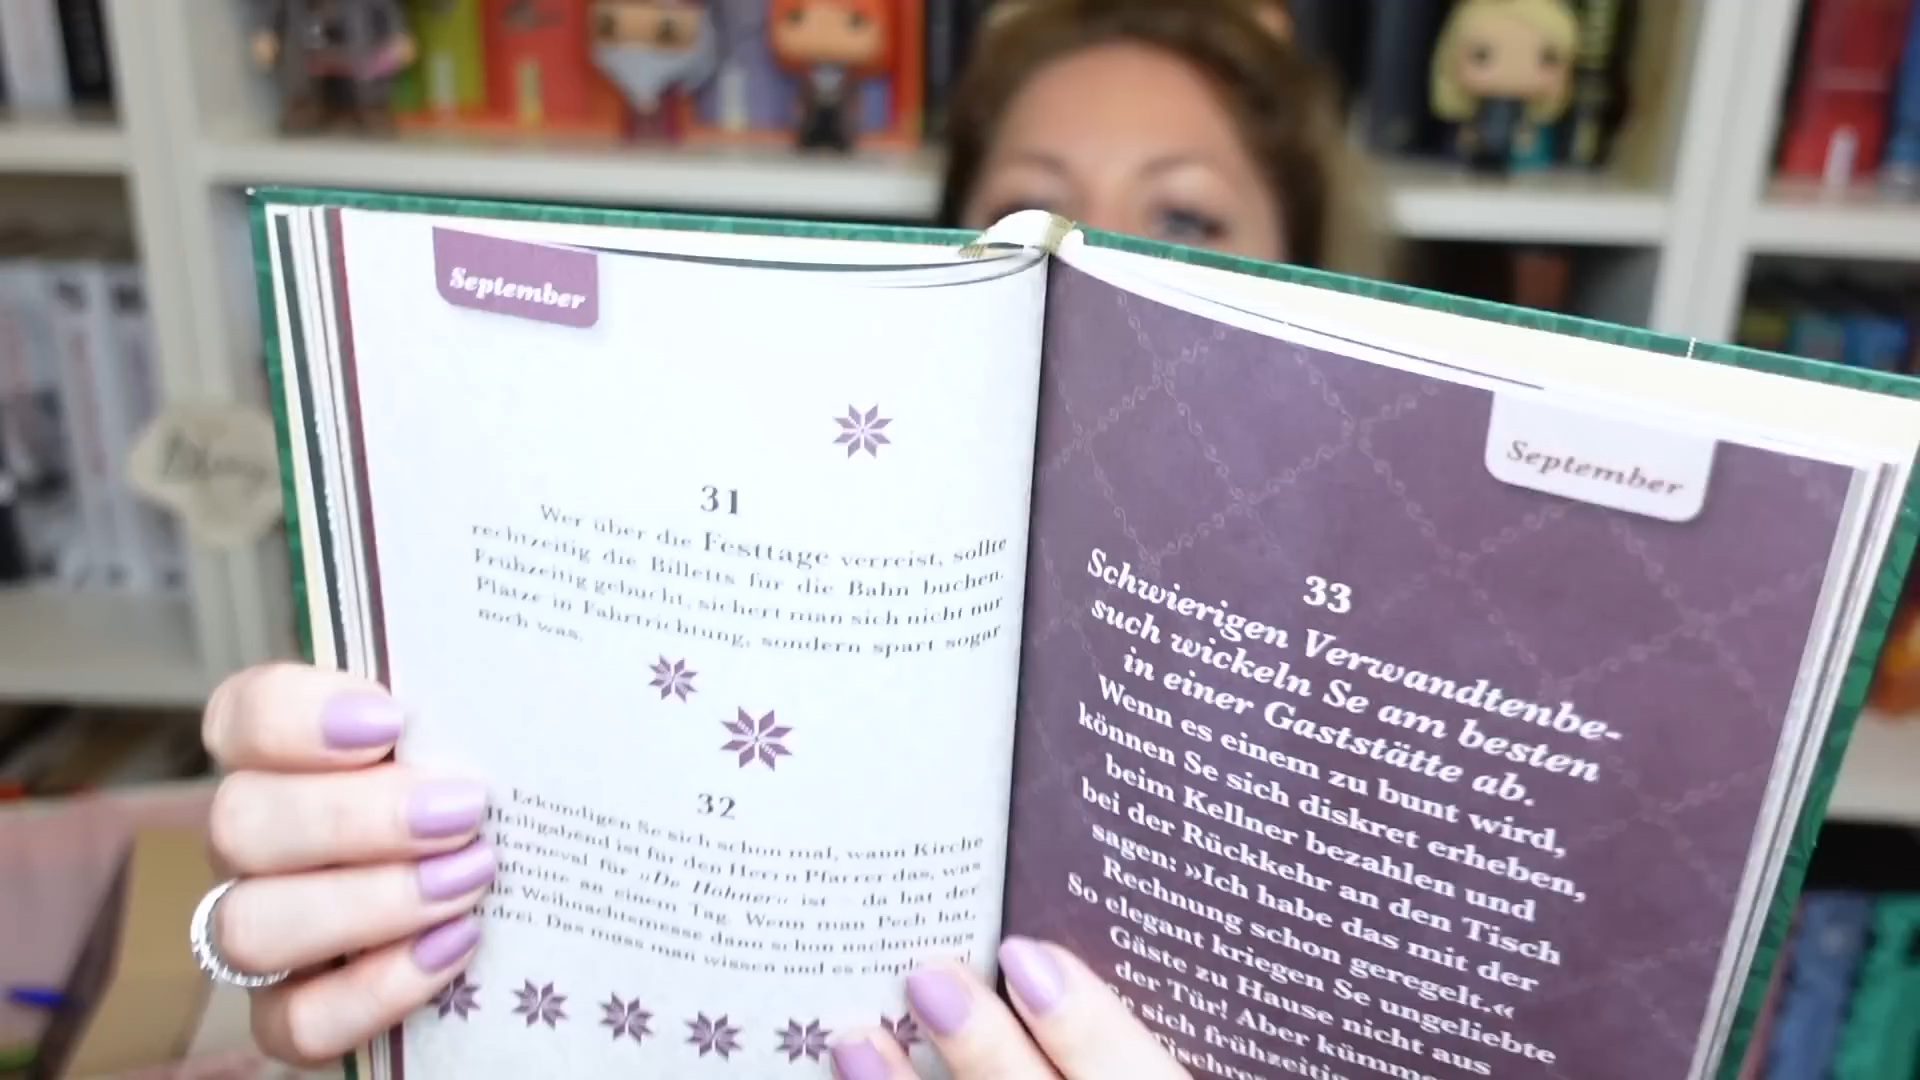 September
31
Wer über die Festtage verreist, sollte
rechtzeitig die Billetts für die Bahn buchen.
Frühzeitig gebucht, sichert man sich nicht nur
Plätze in Fahrtrichtung, sondern spart sogar
noch was.
32
Erkundigen Se sich schon mal, wann Kirche
Heiligabend ist für den Herrn Pfarrer das, was
Karneval für »De Höhner« ist – da hat der
an einem Tag. Wenn man Pech hat,
die Weihnachtsmesse dann schon nachmittags
drei. Das muss man wissen und es
September
33
Schwierigen Verwandtenbe-
such wickeln Se am besten
in einer Gaststätte ab.
Wenn es einem zu bunt wird,
können Se sich diskret erheben,
beim Kellner bezahlen und
bei der Rückkehr an den Tisch
sagen: »Ich habe das mit der
Rechnung schon geregelt.«
So elegant kriegen Se ungeliebte
Gäste zu Hause nicht aus
der Tür! Aber
sich